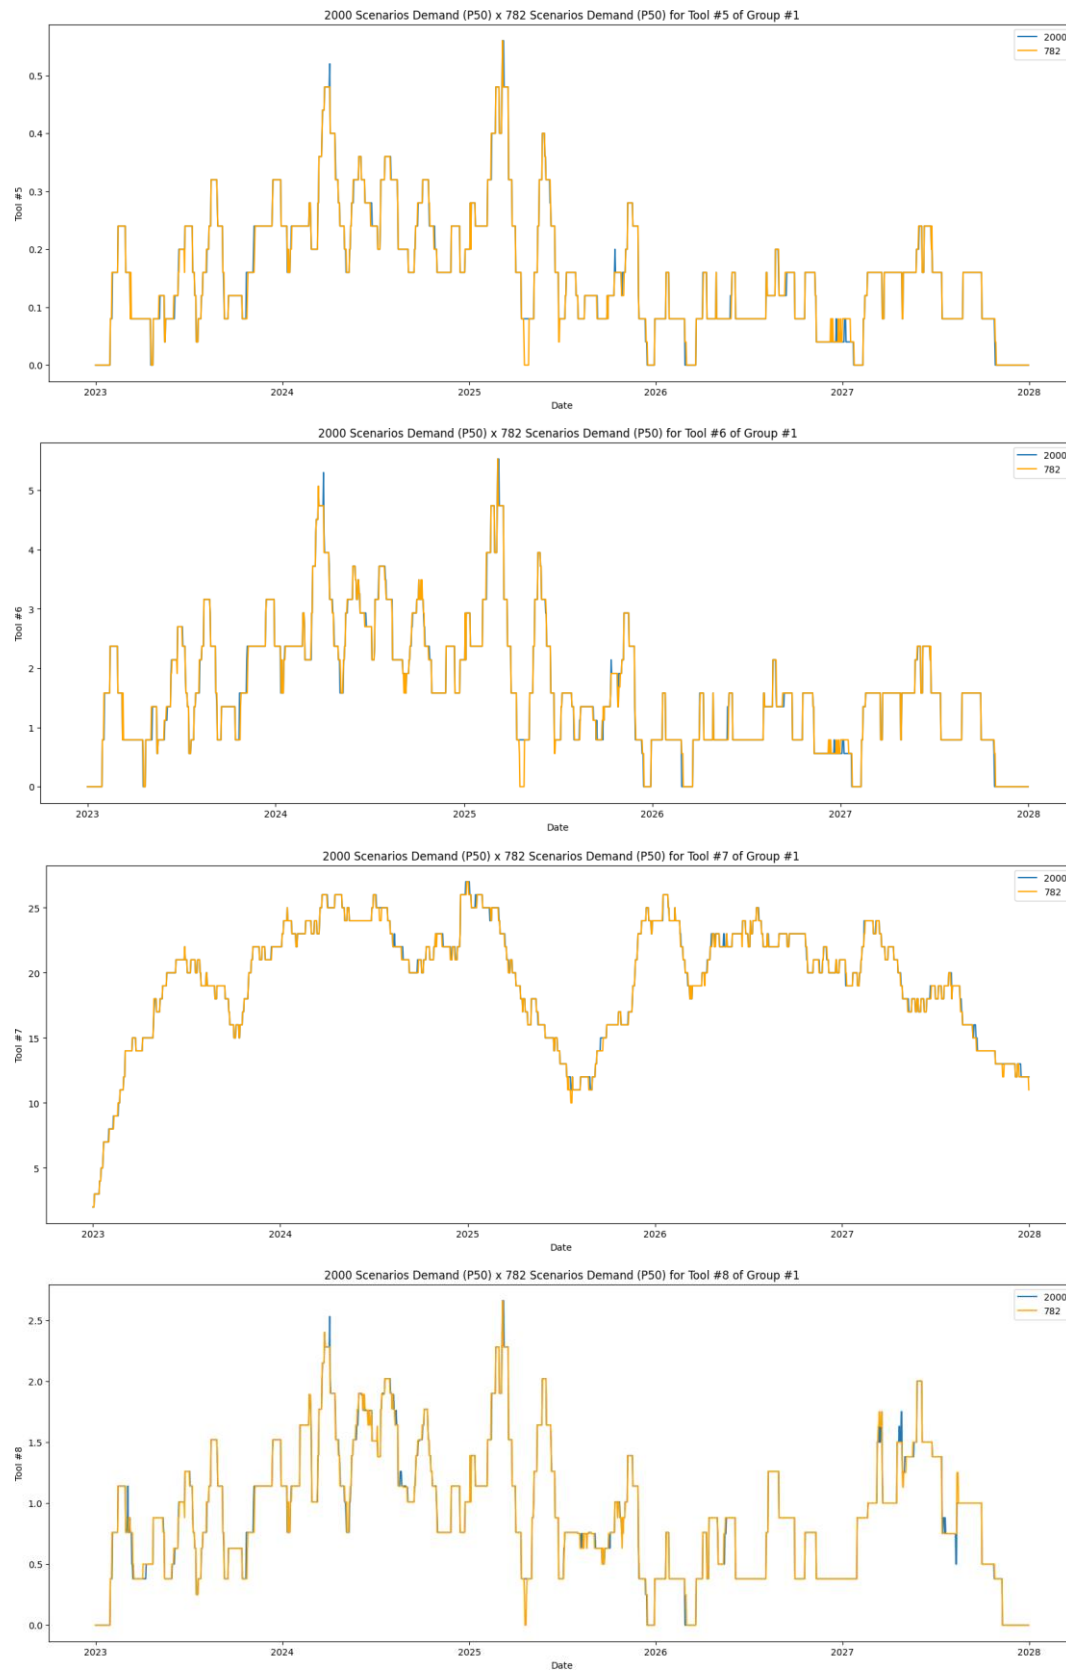 2000 Scenarios Demand (P50) x 782 Scenarios Demand (P50) for Tool #5 of Group #1
2000
782
0.5
0.4
0.3
0.2
0.1
0.0
Tool #5
2023 2024 2025 2026 2027 2028
Date
2000 Scenarios Demand (P50) x 782 Scenarios Demand (P50) for Tool #6 of Group #1
2000
782
5
4
3
2
1
0
Tool #6
2023 2024 2025 2026 2027 2028
Date
2000 Scenarios Demand (P50) x 782 Scenarios Demand (P50) for Tool #7 of Group #1
2000
782
25
20
15
10
5
Tool #7
2023 2024 2025 2026 2027 2028
Date
2000 Scenarios Demand (P50) x 782 Scenarios Demand (P50) for Tool #8 of Group #1
2000
782
2.5
2.0
1.5
1.0
0.5
0.0
Tool #8
2023 2024 2025 2026 2027 2028
Date